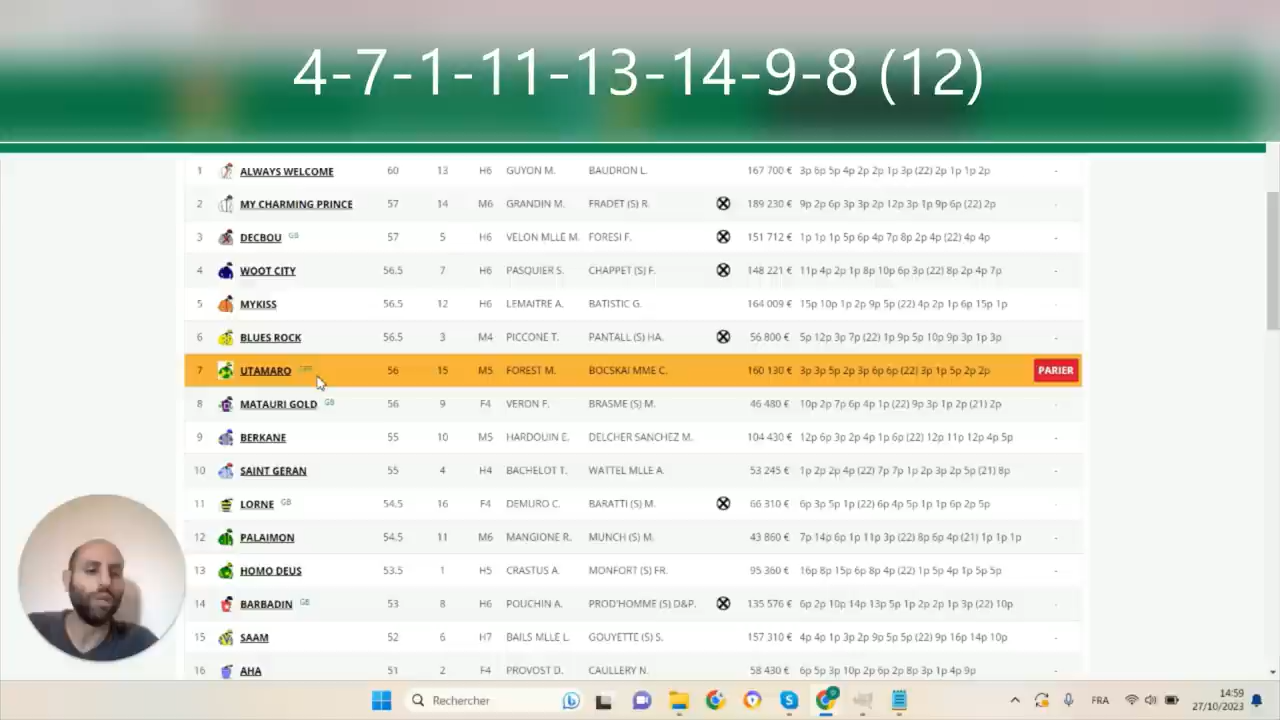 4-7-1-11-13-14-9-8 (12)
1 ALWAYS WELCOME 60 13 H6 GUYON M. BAUDRON L. 167 700 € 3p 6p 5p 4p 2p 2p 1p 3p (22) 2p 1p 1p 2p -
2 MY CHARMING PRINCE 57 14 M6 GRANDIN M. FRADET (S) R. 189 230 € 9p 2p 6p 3p 3p 2p 12p 3p 1p 9p 6p (22) 2p -
3 DECBOU GB 57 5 H6 VELON MLLE M. FORESI F. 151 712 € 1p 1p 1p 5p 6p 4p 7p 8p 2p 4p (22) 4p 4p -
4 WOOT CITY 56.5 7 H6 PASQUIER S. CHAPPET (S) F. 148 221 € 11p 4p 2p 1p 8p 10p 6p 3p (22) 8p 2p 4p 7p -
5 MYKISS 56.5 12 H6 LEMAITRE A. BATISTIC G. 164 009 € 15p 10p 1p 2p 9p 5p (22) 4p 2p 1p 6p 15p 1p -
6 BLUES ROCK 56.5 3 M4 PICCONE T. PANTALL (S) HA. 56 800 € 5p 12p 3p 7p (22) 1p 9p 5p 10p 9p 3p 1p 3p -
7 UTAMARO 56 15 M5 FOREST M. BOCSKAI MME C. 160 130 € 3p 3p 5p 2p 3p 6p 6p (22) 3p 1p 5p 2p 2p PARIER
8 MATAURI GOLD GB 56 9 F4 VERON F. BRASME (S) M. 46 480 € 10p 2p 7p 6p 4p 1p (22) 9p 3p 1p 2p (21) 2p -
9 BERKANE 55 10 M5 HARDOUIN E. DELCHER SANCHEZ M. 104 430 € 12p 6p 3p 2p 4p 1p 6p (22) 12p 11p 12p 4p 5p -
10 SAINT GERAN 55 4 H4 BACHELOT T. WATTEL MLLE A. 53 245 € 1p 2p 2p 4p (22) 7p 7p 1p 2p 3p 2p 5p (21) 8p -
11 LORNE GB 54.5 16 F4 DEMURO C. BARATTI (S) M. 66 310 € 6p 3p 5p 1p (22) 6p 4p 5p 1p 1p 6p 2p 5p -
12 PALAIMON 54.5 11 M6 MANGIONE R. MUNCH (S) M. 43 860 € 7p 14p 6p 1p 11p 3p (22) 8p 6p 4p (21) 1p 1p 1p -
13 HOMO DEUS 53.5 1 H5 CRASTUS A. MONFORT (S) FR. 95 360 € 16p 8p 15p 6p 8p 4p (22) 1p 5p 4p 1p 5p 5p -
14 BARBADIN GB 53 8 H6 POUCHIN A. PROD'HOMME (S) D&P. 135 576 € 6p 2p 10p 14p 13p 5p 1p 2p 2p 1p 3p (22) 10p -
15 SAAM 52 6 H7 BAILS MLLE L. GOUYETTE (S) S. 157 310 € 4p 4p 1p 3p 2p 9p 5p 5p (22) 9p 16p 14p 10p -
16 AHA 51 2 F4 PROVOST D. CAULLERY N. 58 430 € 6p 5p 3p 10p 2p 6p 2p 8p 3p 1p 4p 9p -
Rechercher FRA 14:59
27/10/2023